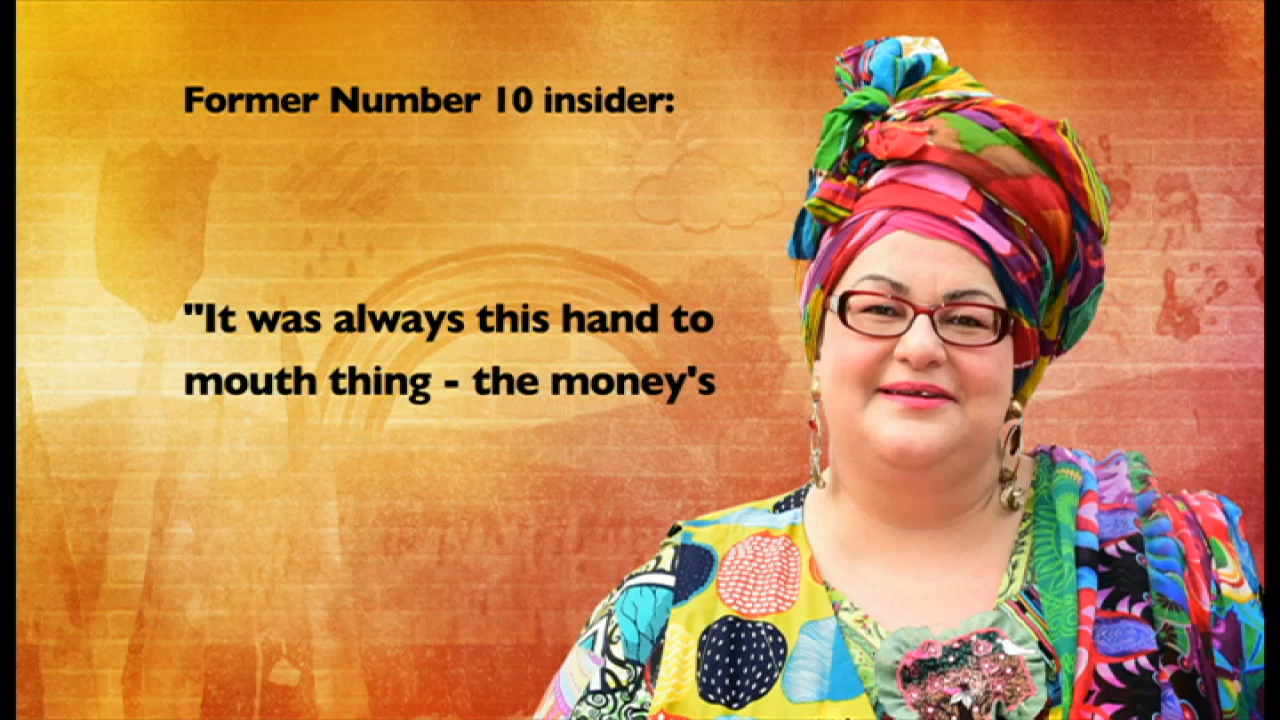 Former Number 10 insider:
"It was always this hand to
mouth thing - the money's